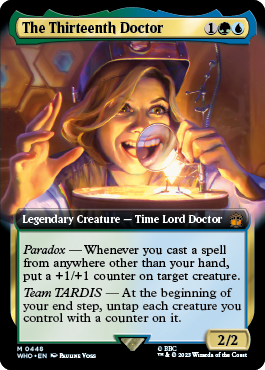 The Thirteenth Doctor 1
Legendary Creature — Time Lord Doctor
Paradox — Whenever you cast a spell
from anywhere other than your hand,
put a +1/+1 counter on target creature.
Team TARDIS — At the beginning of
your end step, untap each creature you
control with a counter on it.
2/2
M 0446 © BBC
WHO • EN Pauline Voss ™ & © 2023 Wizards of the Coast